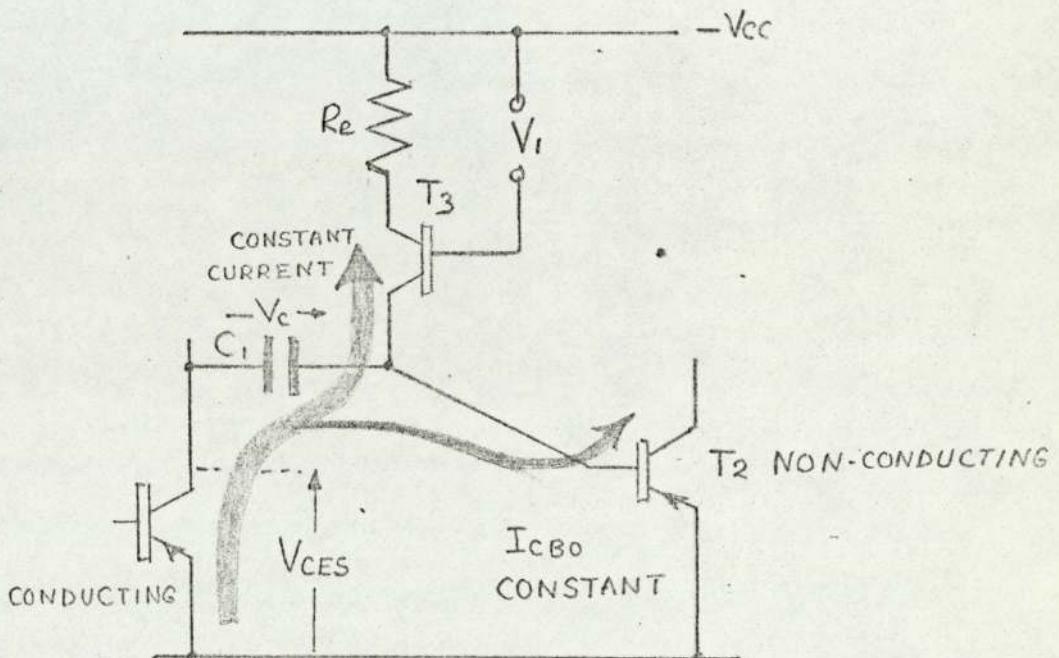 -VCC
Re
V1
T3
CONSTANT
CURRENT
-Vc→
C1
T2 NON-CONDUCTING
VCES
ICBO
CONSTANT
CONDUCTING